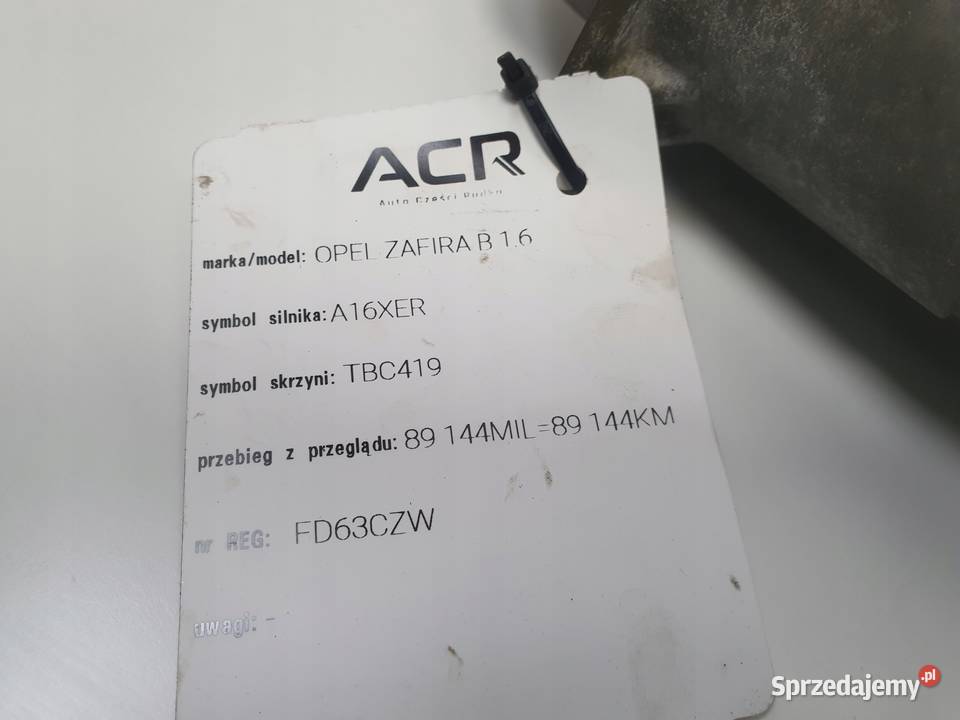 ACR
Auto Części Rudka
marka/model: OPEL ZAFIRA B 1.6
symbol silnika: A16XER
symbol skrzyni: TBC419
przebieg z przeglądu: 89 144MIL=89 144KM
nr REG: FD63CZW
uwagi: -
Sprzedajemy.pl